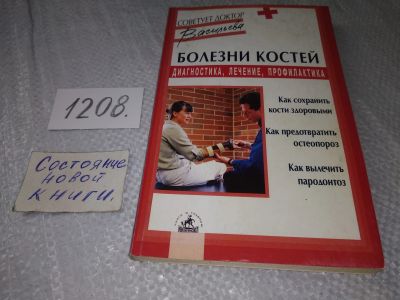 СОВЕТУЕТ ДОКТОР
Васильева
БОЛЕЗНИ КОСТЕЙ
ДИАГНОСТИКА, ЛЕЧЕНИЕ, ПРОФИЛАКТИКА
Как сохранить
кости здоровыми
Как предотвратить
остеопороз
Как вылечить
пародонтоз
1208.
Состояние
новой
книги.